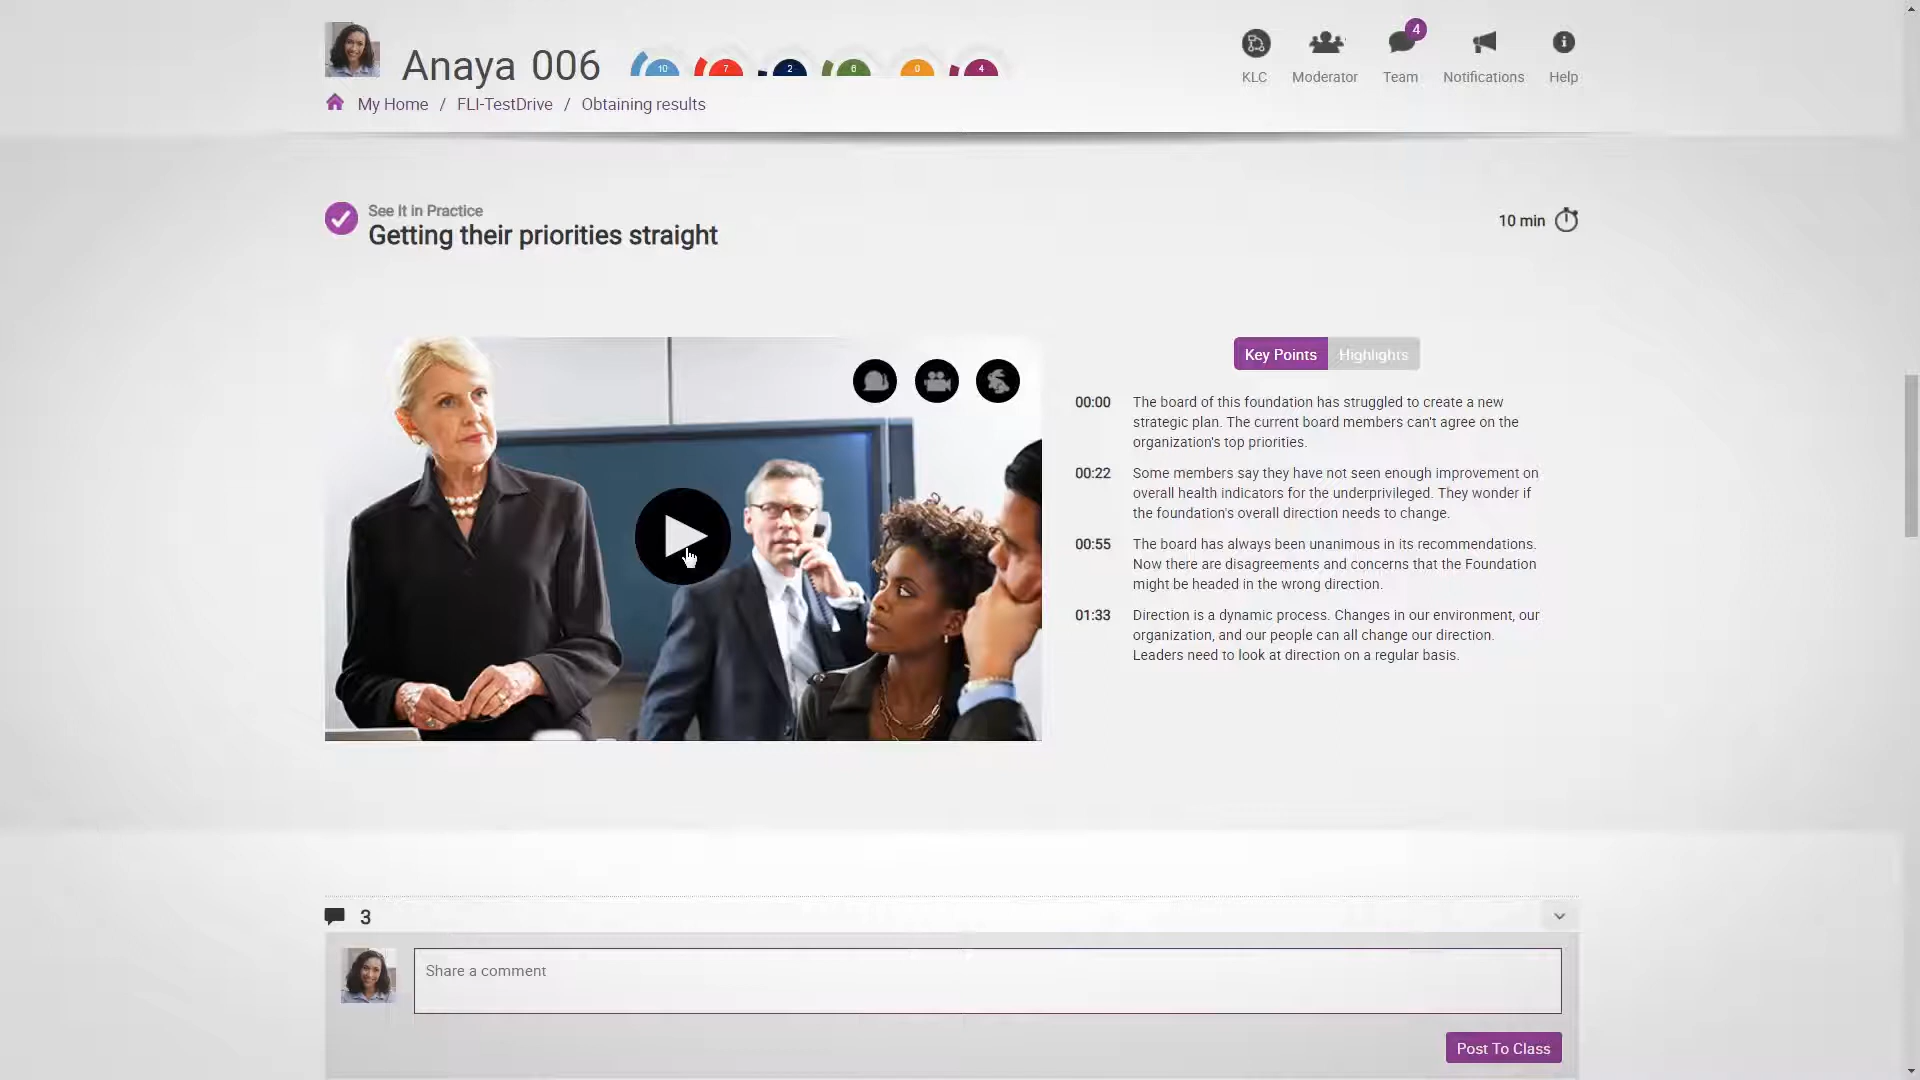 Anaya 006
10
7
2
6
0
4
KLC
Moderator
4
Team
Notifications
Help
My Home / FLI-TestDrive / Obtaining results
See It in Practice
Getting their priorities straight
10 min
Key Points
Highlights
00:00
The board of this foundation has struggled to create a new
strategic plan. The current board members can't agree on the
organization's top priorities.
00:22
Some members say they have not seen enough improvement on
overall health indicators for the underprivileged. They wonder if
the foundation's overall direction needs to change.
00:55
The board has always been unanimous in its recommendations.
Now there are disagreements and concerns that the Foundation
might be headed in the wrong direction.
01:33
Direction is a dynamic process. Changes in our environment, our
organization, and our people can all change our direction.
Leaders need to look at direction on a regular basis.
3
Share a comment
Post To Class